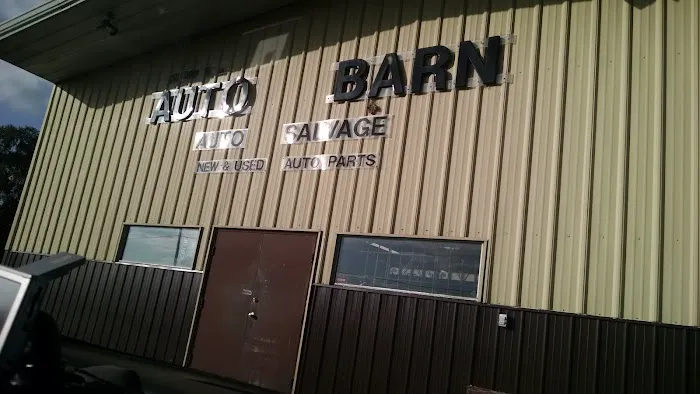 AUTO BARN
AUTO SALVAGE
NEW & USED AUTO PARTS